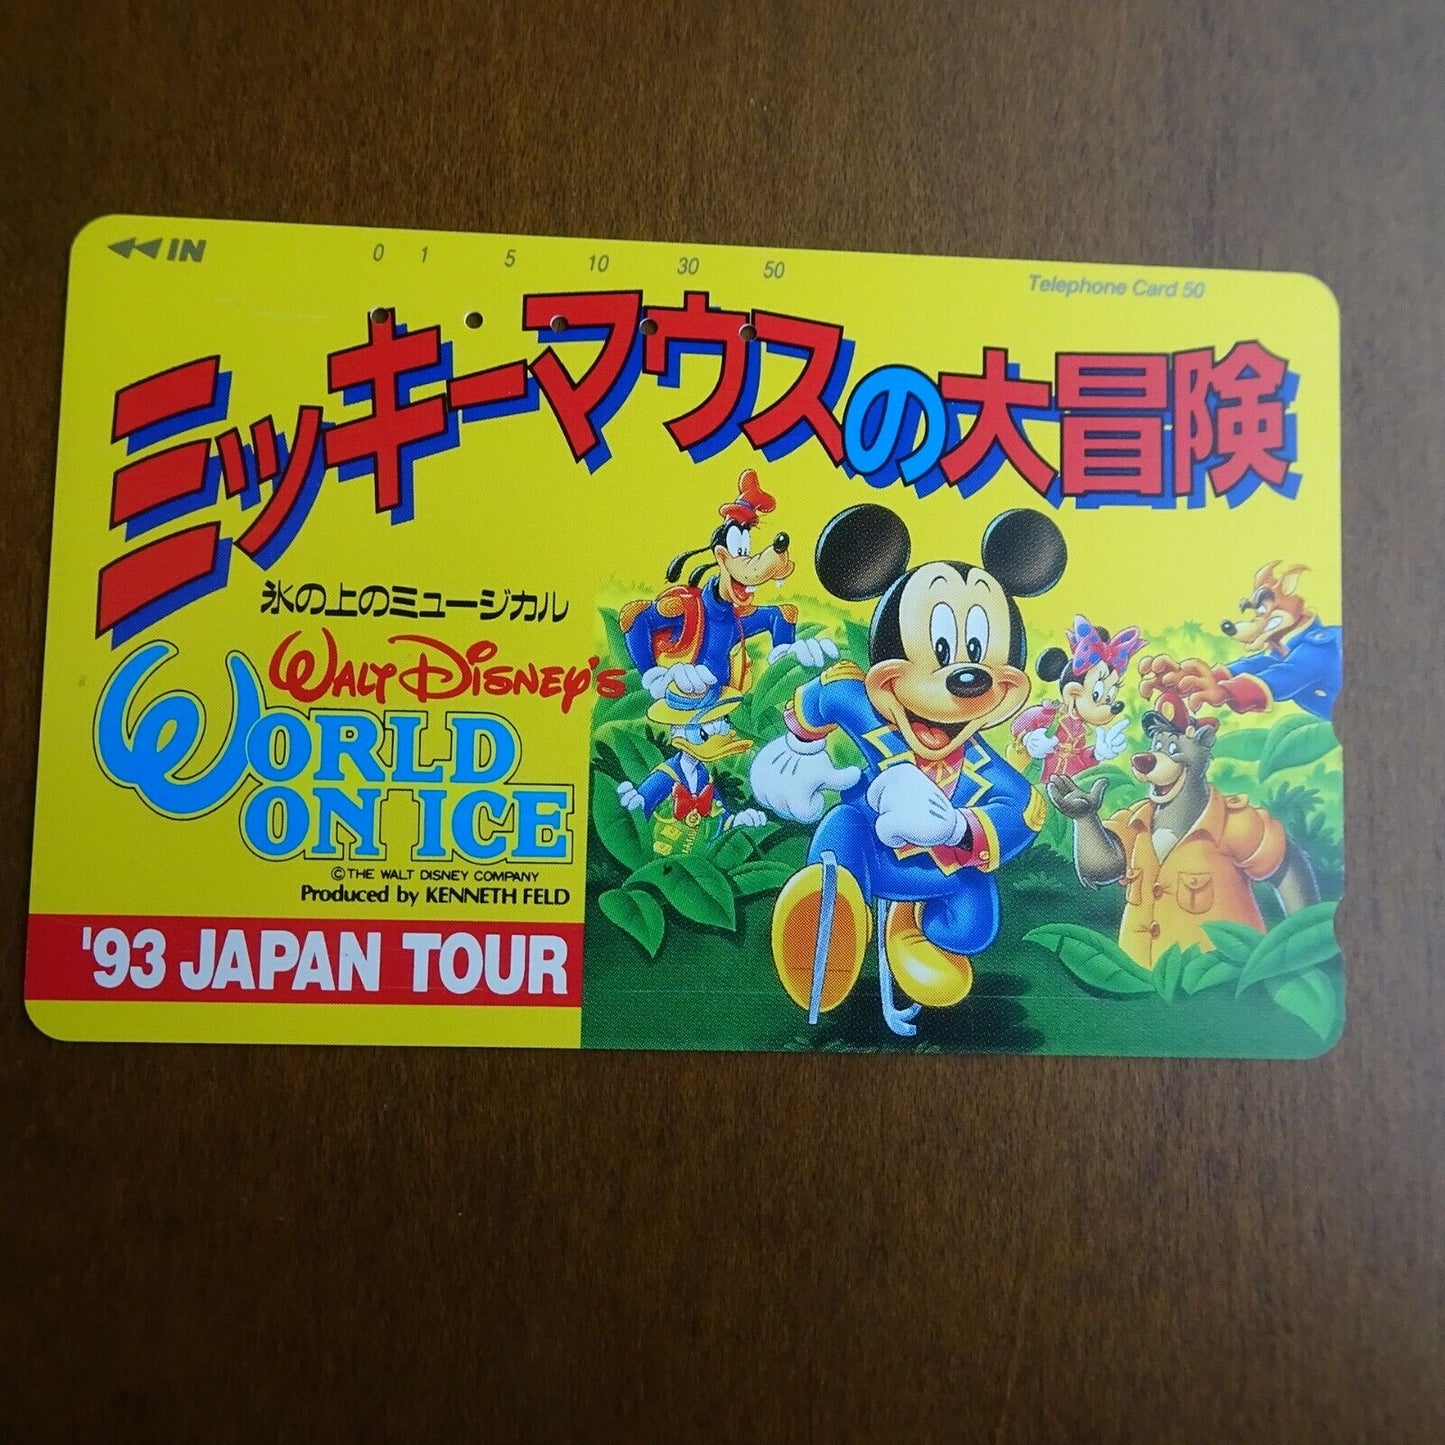 ◀◀ IN
0 1 5 10 30 50
Telephone Card 50
ミッキーマウスの大冒険
氷の上のミュージカル
WALT DISNEY'S
WORLD
ON ICE
©THE WALT DISNEY COMPANY
Produced by KENNETH FELD
'93 JAPAN TOUR